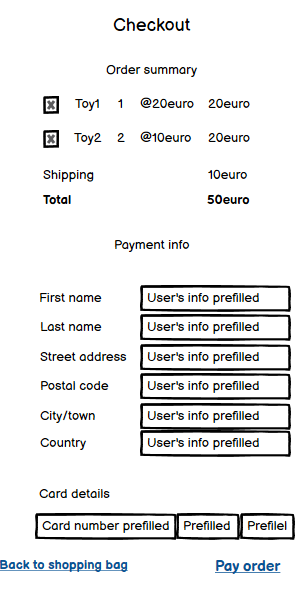 Checkout
Order summary
Toy1 1 @20euro 20euro
Toy2 2 @10euro 20euro
Shipping 10euro
Total 50euro
Payment info
First name User's info prefilled
Last name User's info prefilled
Street address User's info prefilled
Postal code User's info prefilled
City/town User's info prefilled
Country User's info prefilled
Card details
Card number prefilled Prefilled Prefilel
Back to shopping bag Pay order